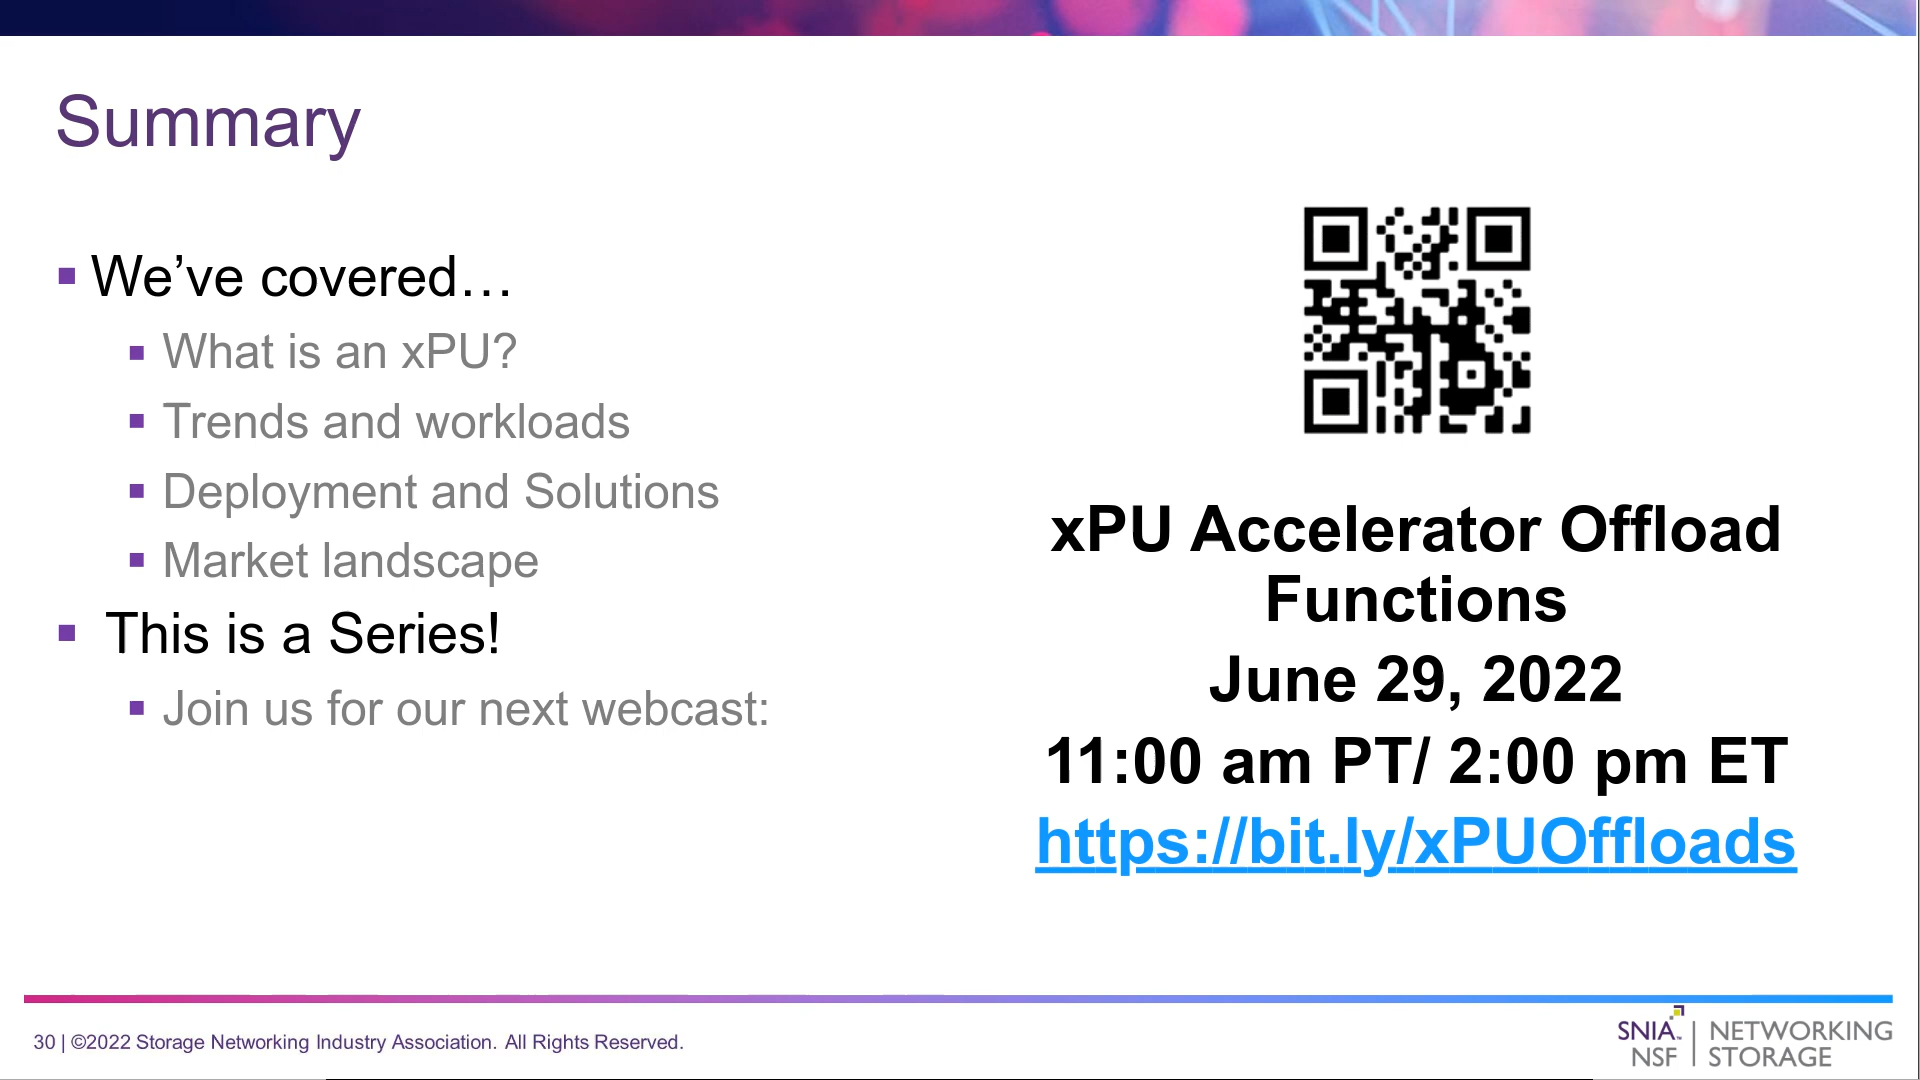 Summary
We’ve covered…
What is an xPU?
Trends and workloads
Deployment and Solutions
Market landscape
This is a Series!
Join us for our next webcast:
xPU Accelerator Offload
Functions
June 29, 2022
11:00 am PT/ 2:00 pm ET
https://bit.ly/xPUOffloads
30 | ©2022 Storage Networking Industry Association. All Rights Reserved.
SNIA™ | NETWORKING
NSF | STORAGE